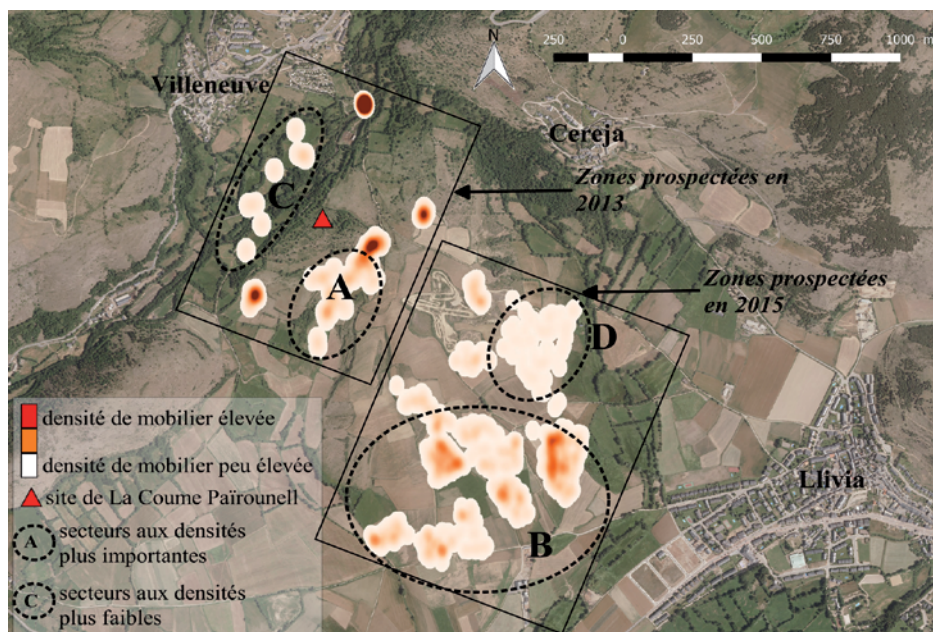 N
250
0
250
500
750
1000 m
Villeneuve
Cereja
Zones prospectées en
2013
C
A
Zones prospectées
en 2015
D
densité de mobilier élevée
densité de mobilier peu élevée
site de La Coume Païrounell
A
secteurs aux densités
plus importantes
C
secteurs aux densités
plus faibles
Llivia
B